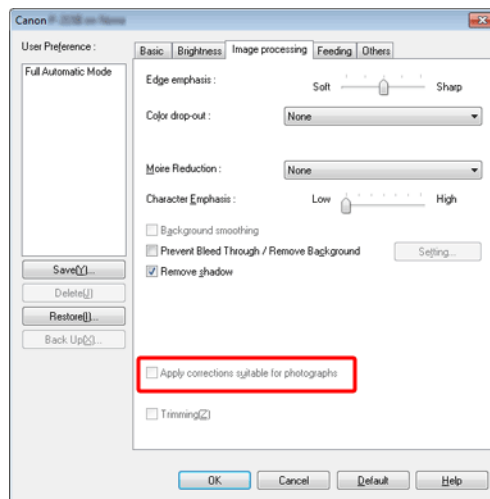 Canon
User Preference :
Full Automatic Mode
Save(Y)...
Delete(J)
Restore(I)...
Back Up(X)...
Basic Brightness Image processing Feeding Others
Edge emphasis : Soft Sharp
Color drop-out : None
Moire Reduction : None
Character Emphasis : Low High
Background smoothing
Prevent Bleed Through / Remove Background Setting...
Remove shadow
Apply corrections suitable for photographs
Trimming(Z)
OK Cancel Default Help